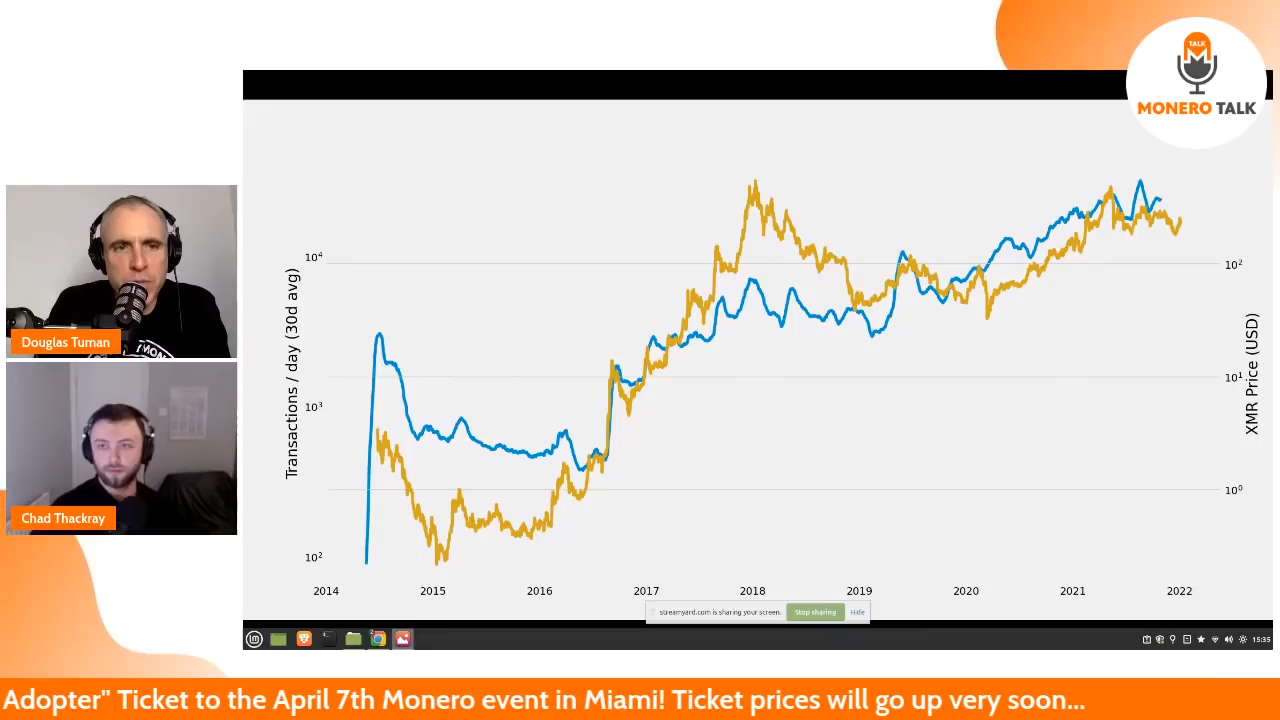 TALK
MONERO TALK
Douglas Tuman
Chad Thackray
Transactions / day (30d avg)
10⁴
10³
10²
XMR Price (USD)
10²
10¹
10⁰
2014 2015 2016 2017 2018 2019 2020 2021 2022
streamyard.com is sharing your screen. Stop sharing Hide
15:35
Adopter" Ticket to the April 7th Monero event in Miami! Ticket prices will go up very soon...